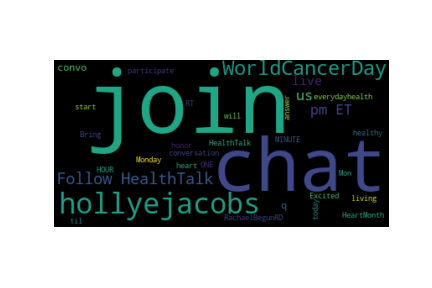 convo
participate
WorldCancerDay
join
live
us
everydayhealth
start
RT
answer
pm ET
will
Bring
HealthTalk
MINUTE
healthy
honor
chat
conversation
Monday
heart
ONE
HOUR
Mon
Follow HealthTalk
hollyejacobs
Excited
living
q
today
HeartMonth
RachaelBegunRD
til